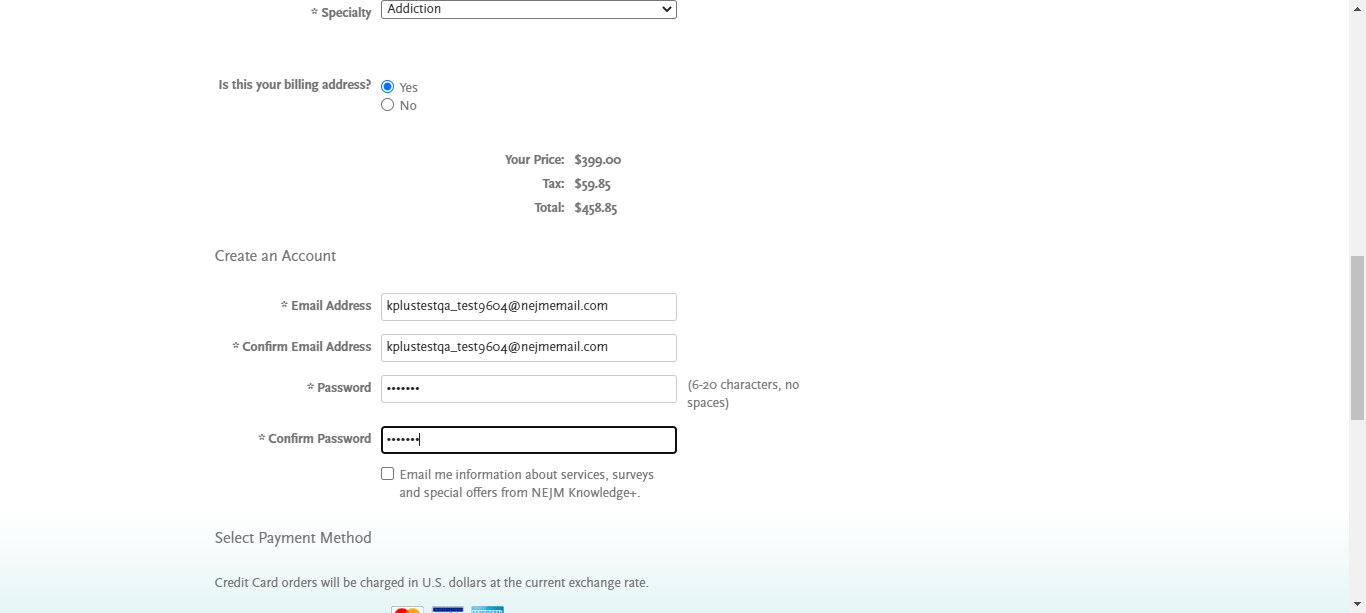 * Specialty Addiction
Is this your billing address? Yes
No
Your Price: $399.00
Tax: $59.85
Total: $458.85
Create an Account
* Email Address kplustestqa_test9604@nejmemail.com
* Confirm Email Address kplustestqa_test9604@nejmemail.com
* Password ••••••• (6-20 characters, no
spaces)
* Confirm Password •••••••
Email me information about services, surveys
and special offers from NEJM Knowledge+.
Select Payment Method
Credit Card orders will be charged in U.S. dollars at the current exchange rate.